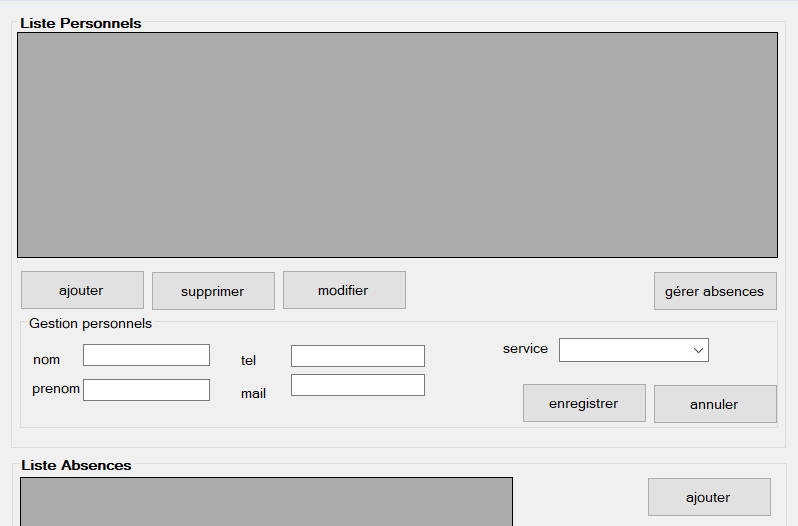 Liste Personnels
ajouter
supprimer
modifier
gérer absences
Gestion personnels
nom
tel
service
prenom
mail
enregistrer
annuler
Liste Absences
ajouter